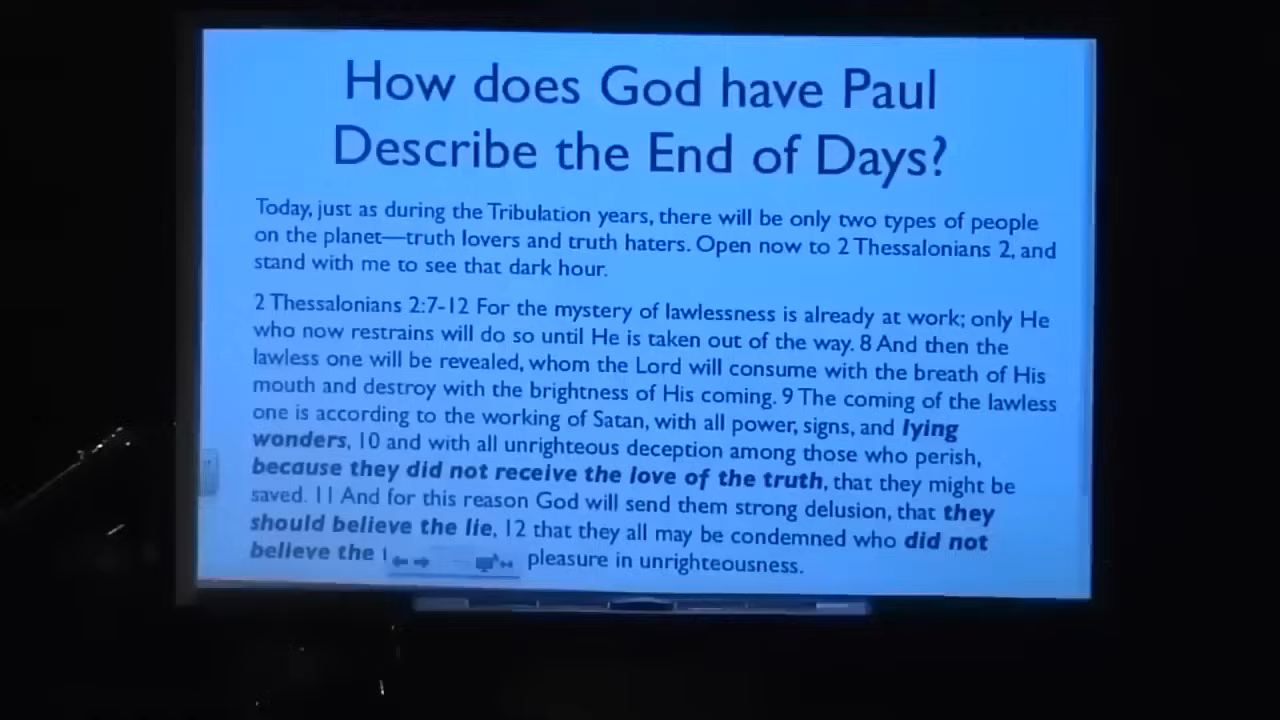 How does God have Paul
Describe the End of Days?
Today, just as during the Tribulation years, there will be only two types of people
on the planet—truth lovers and truth haters. Open now to 2 Thessalonians 2, and
stand with me to see that dark hour.
2 Thessalonians 2:7-12 For the mystery of lawlessness is already at work; only He
who now restrains will do so until He is taken out of the way. 8 And then the
lawless one will be revealed, whom the Lord will consume with the breath of His
mouth and destroy with the brightness of His coming. 9 The coming of the lawless
one is according to the working of Satan, with all power, signs, and lying
wonders, 10 and with all unrighteous deception among those who perish,
because they did not receive the love of the truth, that they might be
saved. 11 And for this reason God will send them strong delusion, that they
should believe the lie, 12 that they all may be condemned who did not
believe the pleasure in unrighteousness.